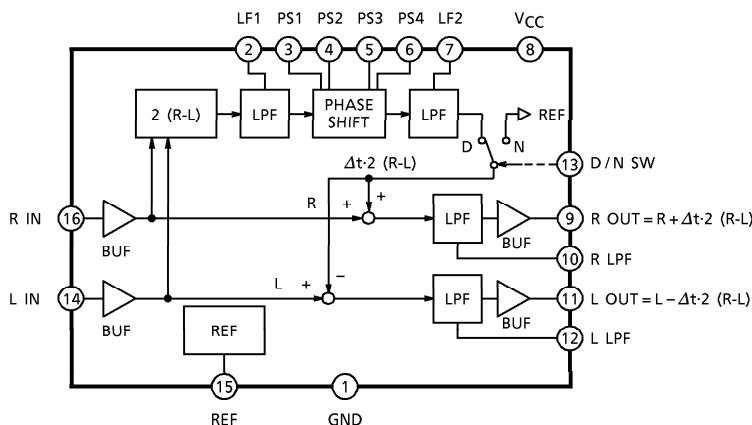 LF1 PS1 PS2 PS3 PS4 LF2 VCC
2 3 4 5 6 7 8
2 (R-L) LPF PHASE SHIFT LPF REF
D N
13 D/N SW
Δt·2 (R-L)
R + +
R IN 16 BUF LPF BUF 9 R OUT = R + Δt·2 (R-L)
10 R LPF
L + −
L IN 14 BUF LPF BUF 11 L OUT = L − Δt·2 (R-L)
REF
12 L LPF
15 1
REF GND